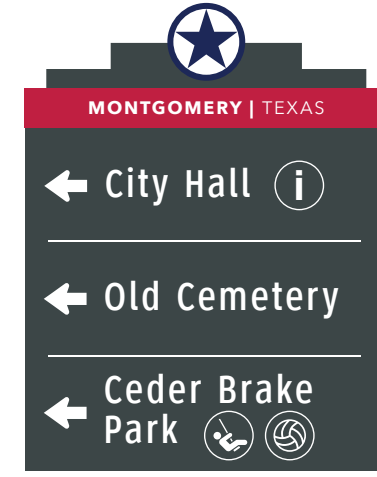 MONTGOMERY | TEXAS
City Hall i
Old Cemetery
Ceder Brake
Park